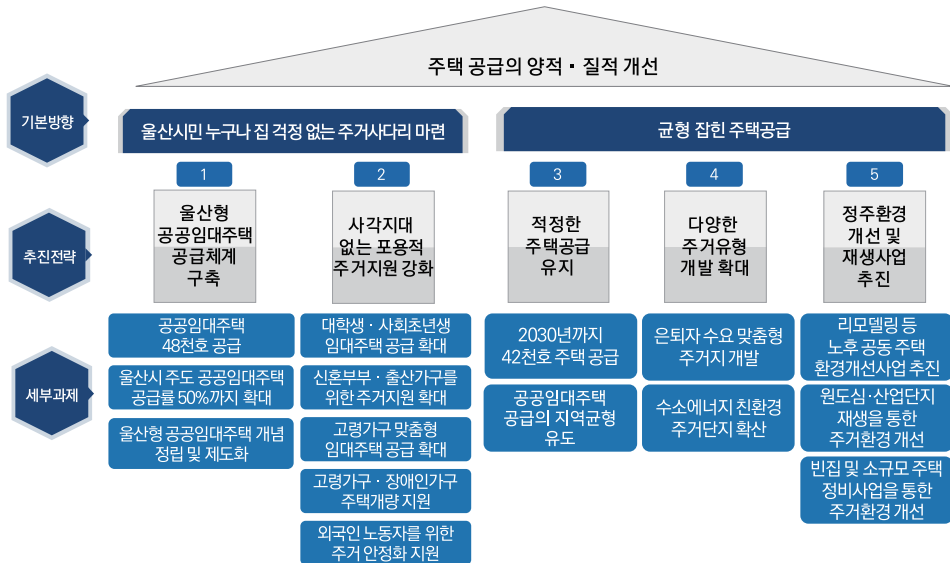 주택 공급의 양적・질적 개선
기본방향
울산시민 누구나 집 걱정 없는 주거사다리 마련
균형 잡힌 주택공급
추진전략
1
울산형
공공임대주택
공급체계
구축
2
사각지대
없는 포용적
주거지원 강화
3
적정한
주택공급
유지
4
다양한
주거유형
개발 확대
5
정주환경
개선 및
재생사업
추진
세부과제
공공임대주택
48천호 공급
울산시 주도 공공임대주택
공급률 50%까지 확대
울산형 공공임대주택 개념
정립 및 제도화
대학생 · 사회초년생
임대주택 공급 확대
신혼부부 · 출산가구를
위한 주거지원 확대
고령가구 맞춤형
임대주택 공급 확대
고령가구 · 장애인가구
주택개량 지원
외국인 노동자를 위한
주거 안정화 지원
2030년까지
42천호 주택 공급
공공임대주택
공급의 지역균형
유도
은퇴자 수요 맞춤형
주거지 개발
수소에너지 친환경
주거단지 확산
리모델링 등
노후 공동 주택
환경개선사업 추진
원도심·산업단지
재생을 통한
주거환경 개선
빈집 및 소규모 주택
정비사업을 통한
주거환경 개선